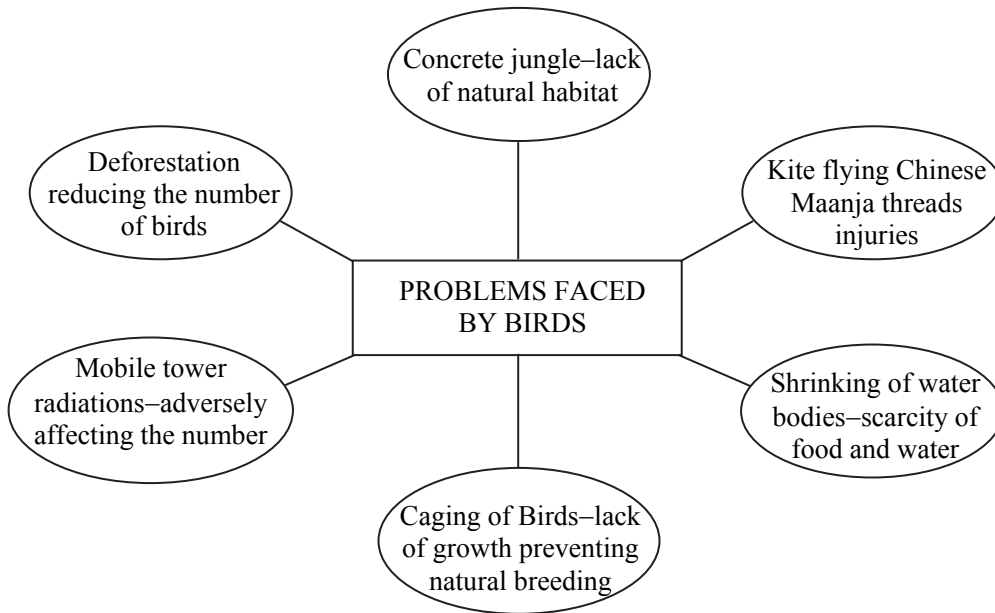 Concrete jungle–lack
of natural habitat
Deforestation
reducing the number
of birds
Kite flying Chinese
Maanja threads
injuries
PROBLEMS FACED
BY BIRDS
Mobile tower
radiations–adversely
affecting the number
Shrinking of water
bodies–scarcity of
food and water
Caging of Birds–lack
of growth preventing
natural breeding